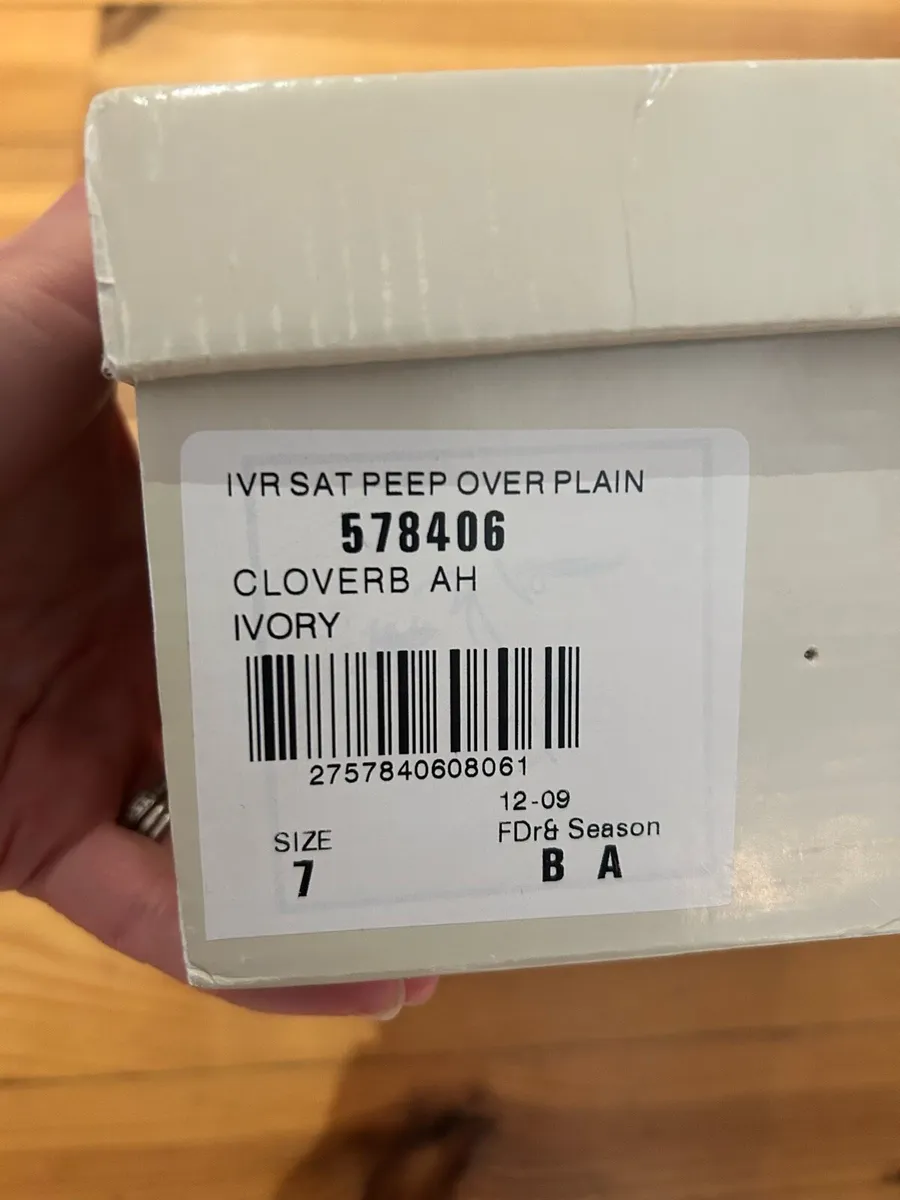 IVR SAT PEEP OVER PLAIN
578406
CLOVERB AH
IVORY
2757840608061
12-09
SIZE
FDr& Season
7
B A